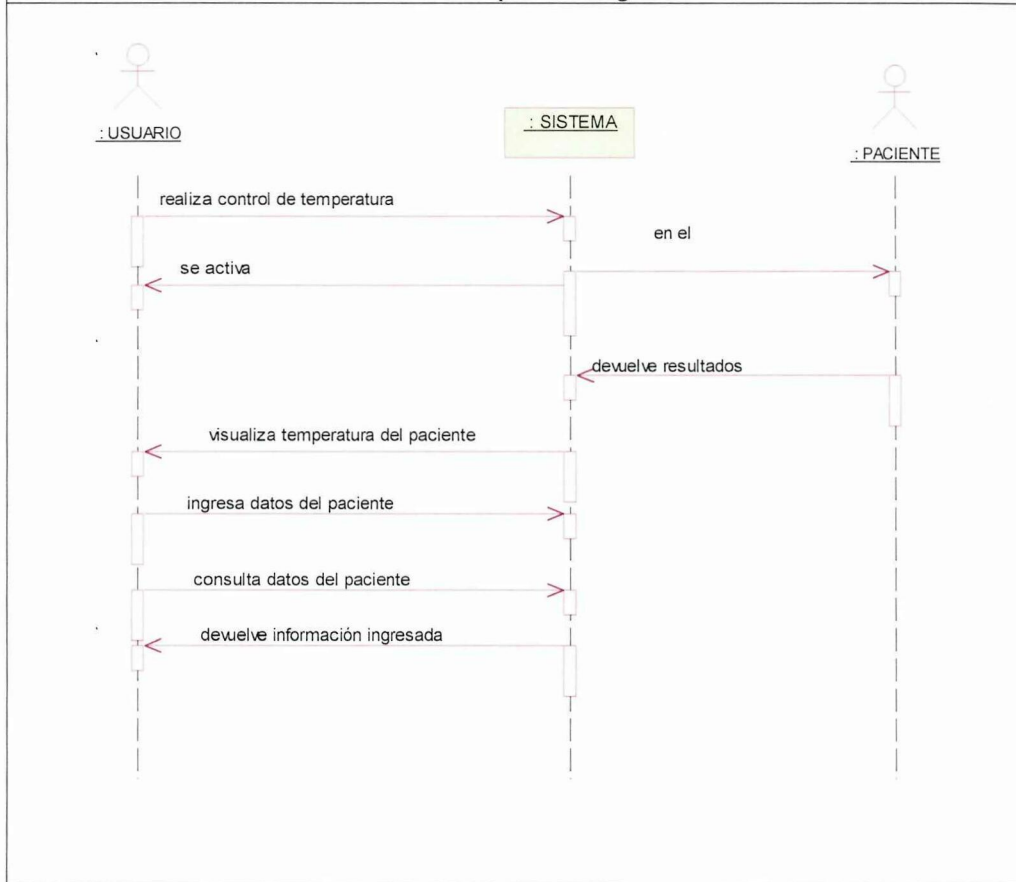 : USUARIO
: SISTEMA
: PACIENTE
realiza control de temperatura
en el
se activa
devuelve resultados
visualiza temperatura del paciente
ingresa datos del paciente
consulta datos del paciente
devuelve información ingresada